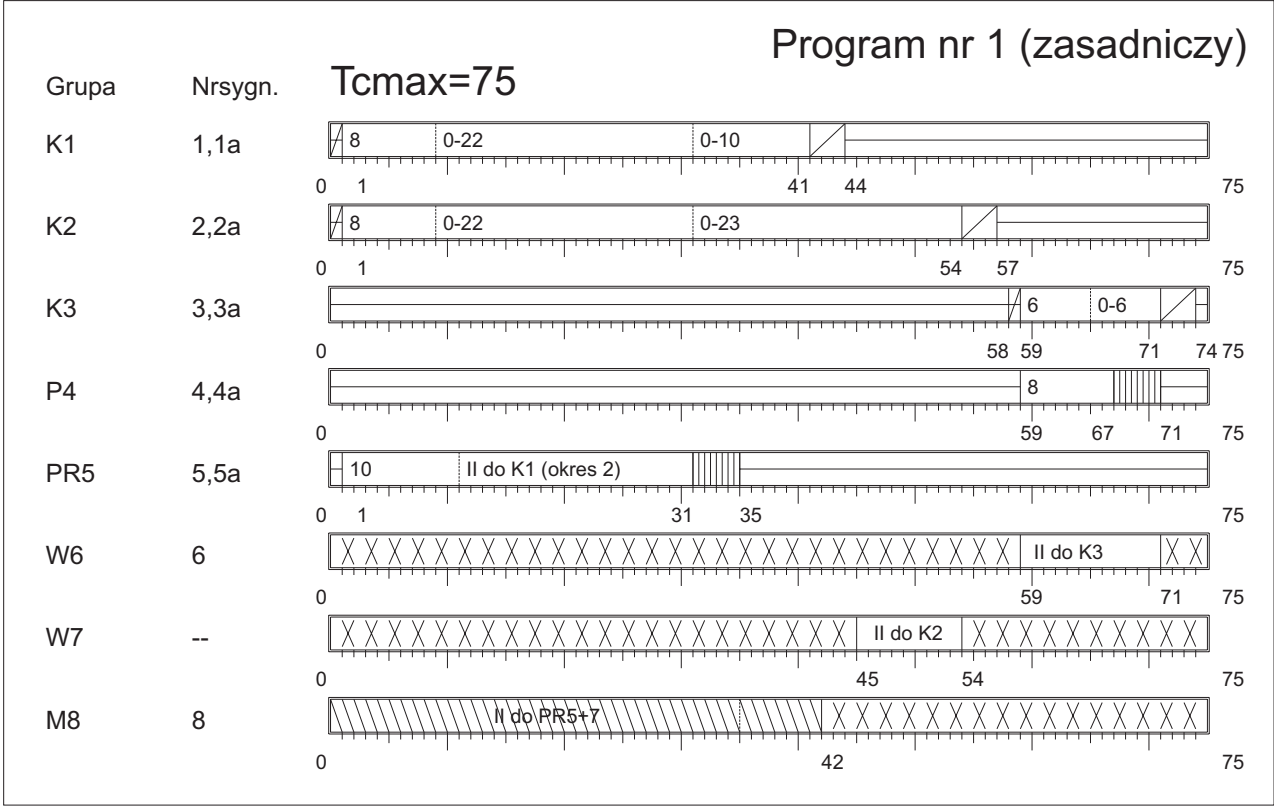 Program nr 1 (zasadniczy)
Grupa Nrsygn. Tcmax=75
K1 1,1a 8 0-22 0-10
0 1 41 44 75
K2 2,2a 8 0-22 0-23
0 1 54 57 75
K3 3,3a 6 0-6
0 58 59 71 74 75
P4 4,4a 8
0 59 67 71 75
PR5 5,5a 10 II do K1 (okres 2)
0 1 31 35 75
W6 6 II do K3
0 59 71 75
W7 -- II do K2
0 45 54 75
M8 8 II do PR5+7
0 42 75